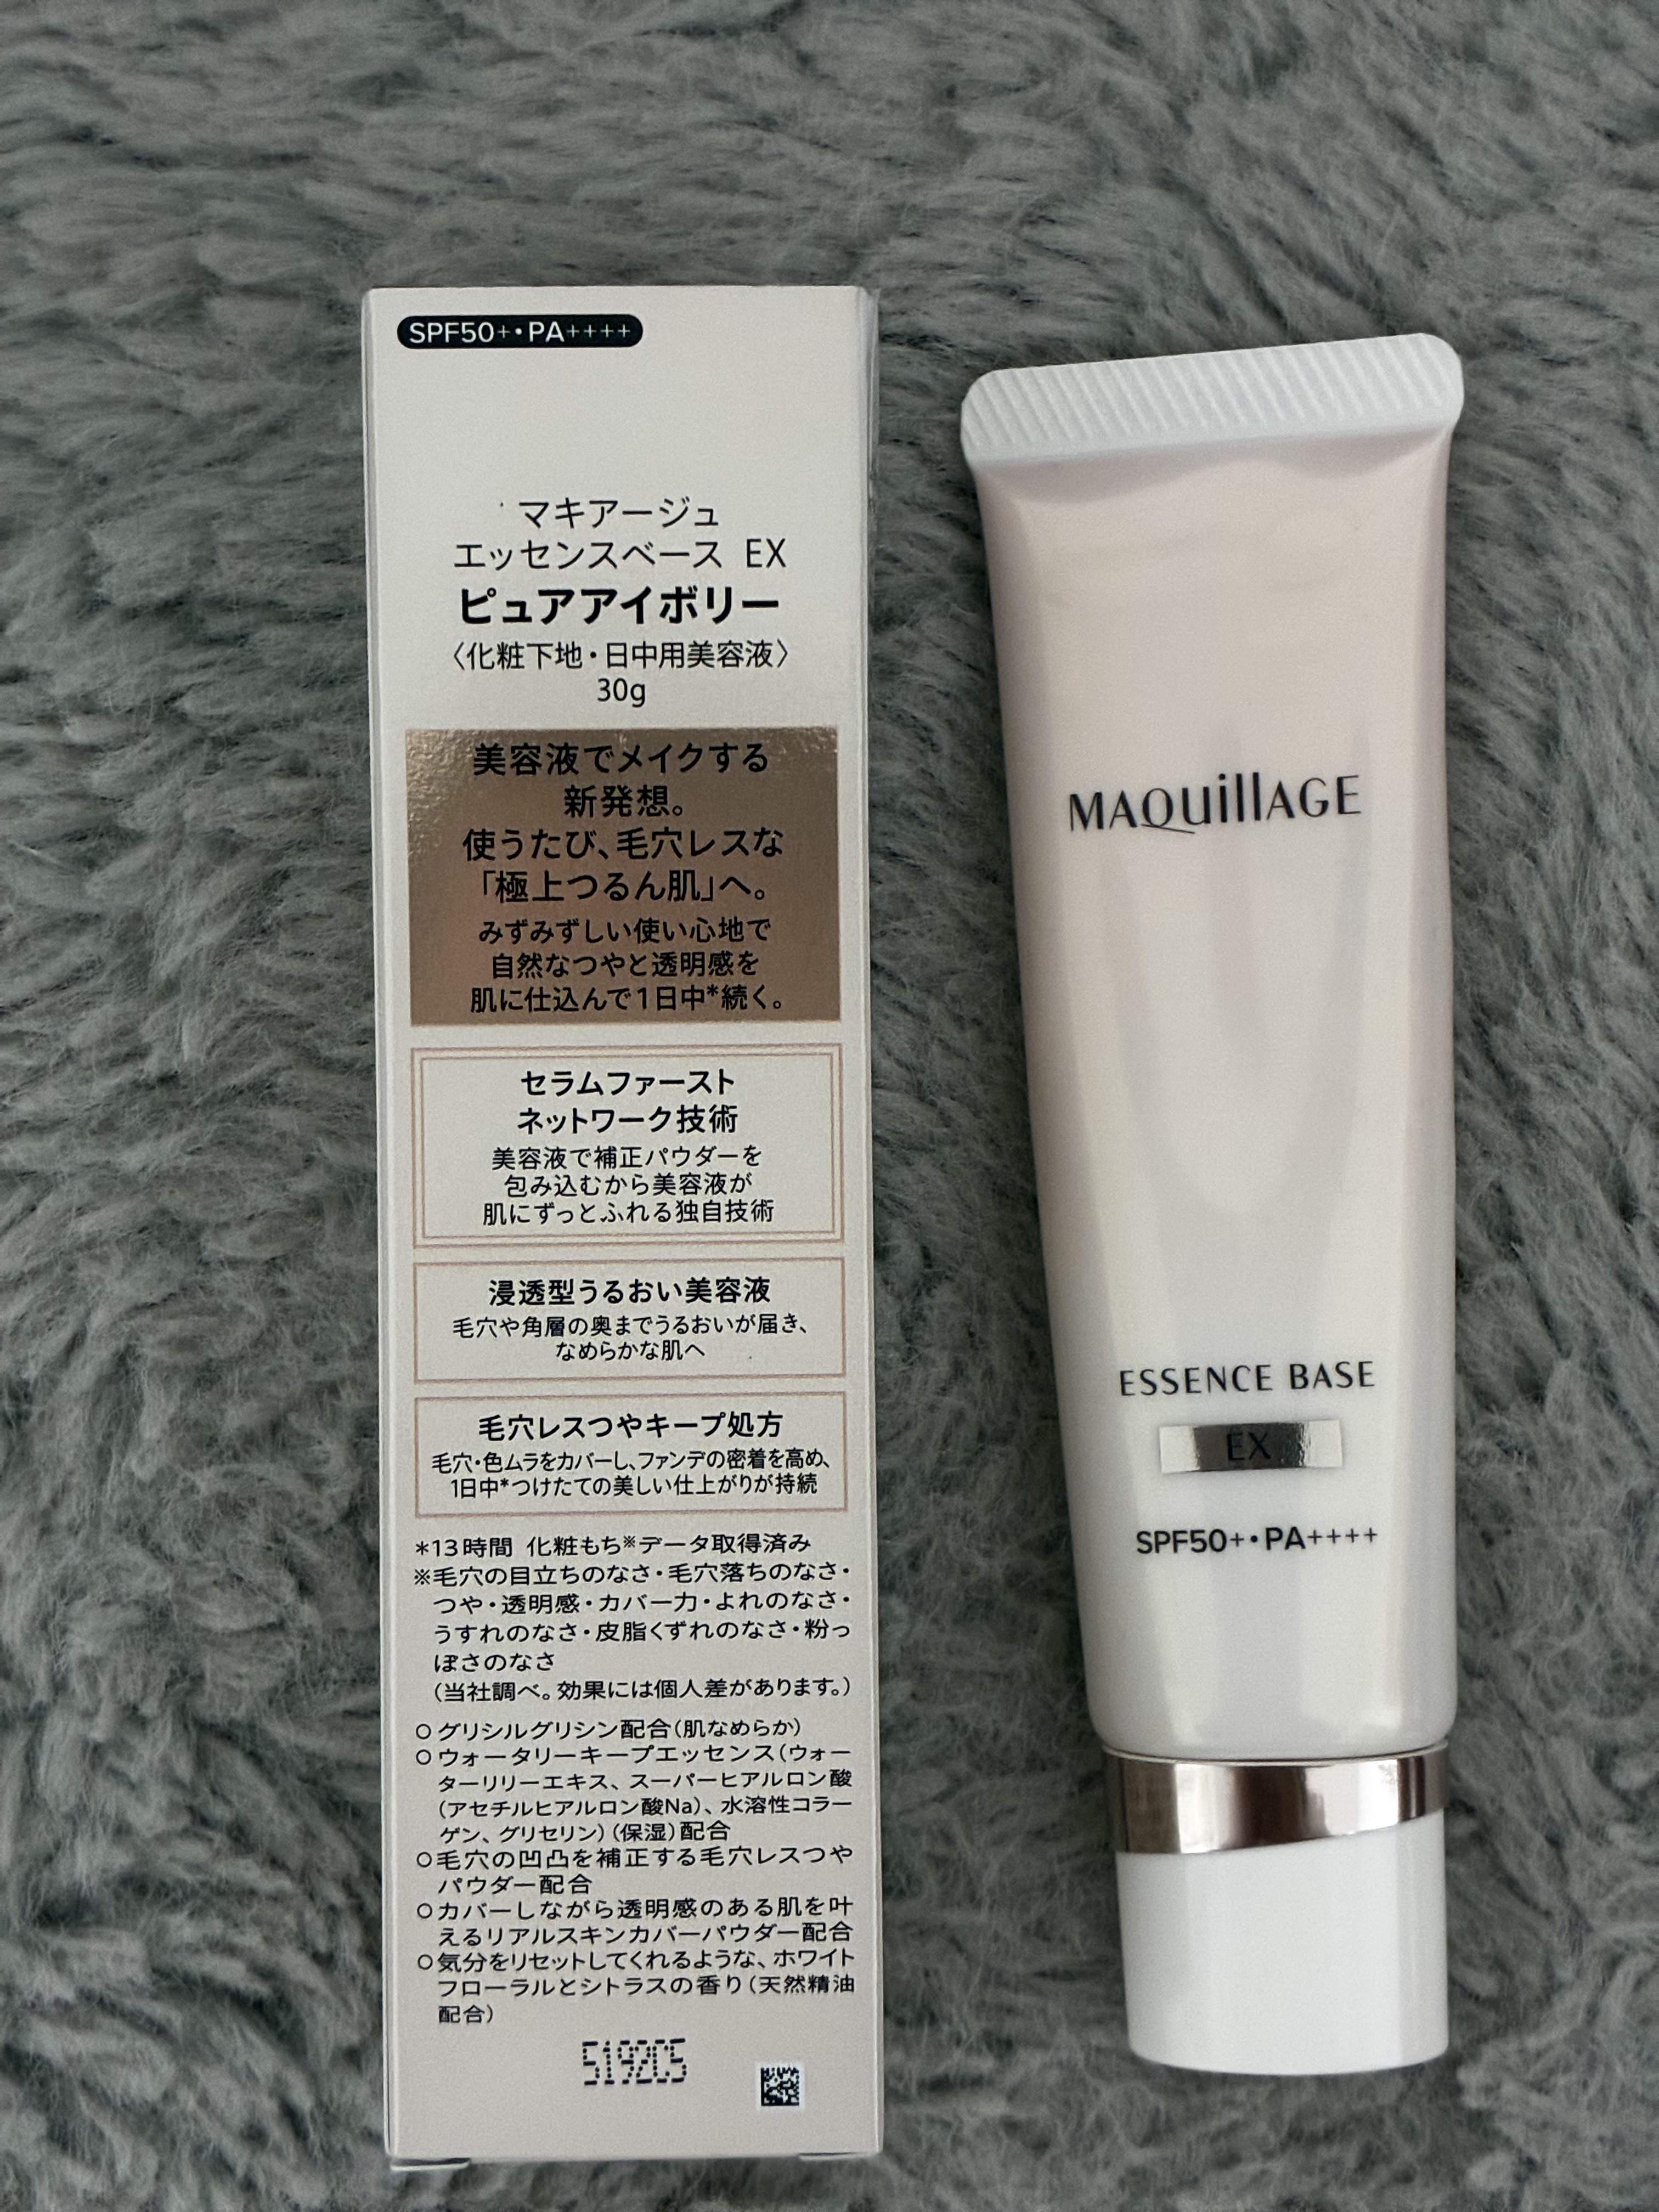 SPF50+・PA++++
マキアージュ
エッセンスベース EX
ピュアアイボリー
〈化粧下地・日中用美容液〉
30g
美容液でメイクする
新発想。
使うたび、毛穴レスな
「極上つるん肌」へ。
みずみずしい使い心地で
自然なつやと透明感を
肌に仕込んで1日中*続く。
セラムファースト
ネットワーク技術
美容液で補正パウダーを
包み込むから美容液が
肌にずっとふれる独自技術
浸透型うるおい美容液
毛穴や角層の奥までうるおいが届き、
なめらかな肌へ
毛穴レスつやキープ処方
毛穴・色ムラをカバーし、ファンデの密着を高め、
1日中*つけたての美しい仕上がりが持続
*13時間 化粧もち※データ取得済み
※毛穴の目立ちのなさ・毛穴落ちのなさ・
つや・透明感・カバー力・よれのなさ・
うすれのなさ・皮脂くずれのなさ・粉っ
ぽさのなさ
(当社調べ。効果には個人差があります。)
○グリシルグリシン配合(肌なめらか)
○ウォータリーキープエッセンス(ウォー
ターリリーエキス、スーパーヒアルロン酸
(アセチルヒアルロン酸Na)、水溶性コラー
ゲン、グリセリン)(保湿)配合
○毛穴の凹凸を補正する毛穴レスつや
パウダー配合
○カバーしながら透明感のある肌を叶
えるリアルスキンカバーパウダー配合
○気分をリセットしてくれるような、ホワイト
フローラルとシトラスの香り(天然精油
配合)
5192C5
MAQuillAGE
ESSENCE BASE
EX
SPF50+・PA++++